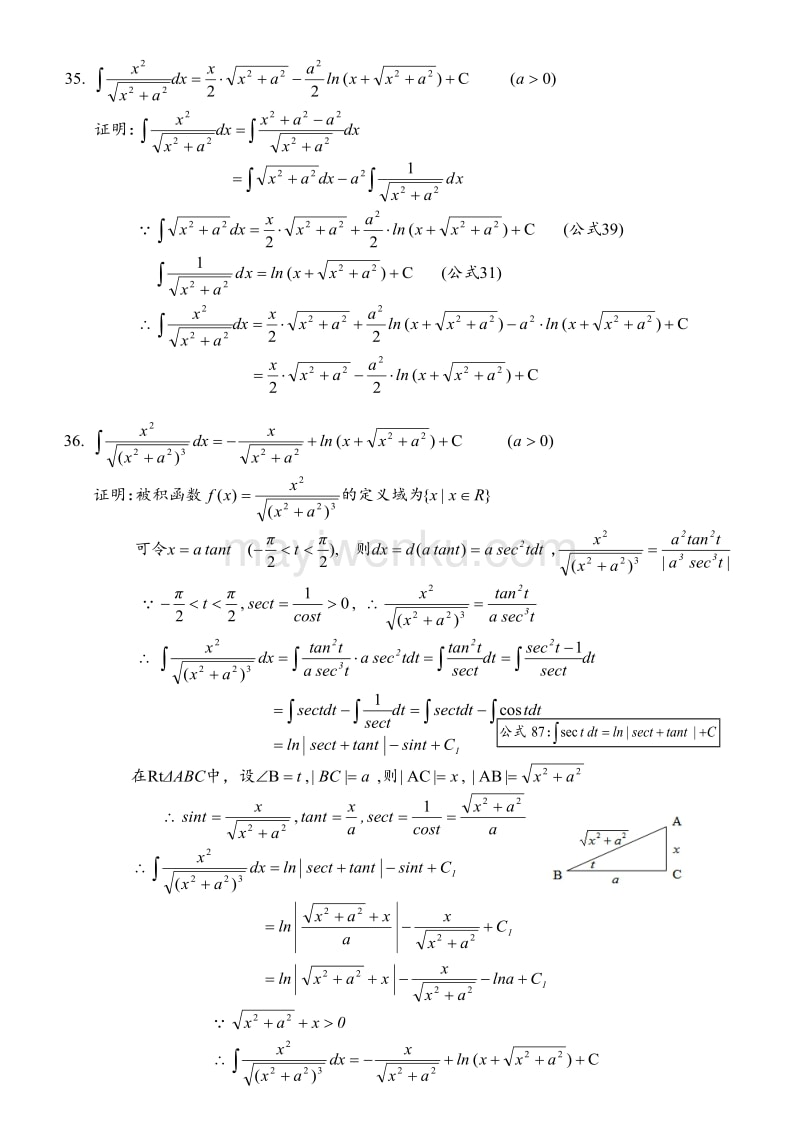 35. ∫ x²/√(x²+a²) dx = x/2 · √(x²+a²) − a²/2 ln (x+√(x²+a²)) + C (a > 0)
证明: ∫ x²/√(x²+a²) dx = ∫ (x²+a²−a²)/√(x²+a²) dx
= ∫ √(x²+a²) dx − a² ∫ 1/√(x²+a²) dx
∵ ∫ √(x²+a²) dx = x/2 · √(x²+a²) + a²/2 · ln (x+√(x²+a²)) + C (公式39)
∫ 1/√(x²+a²) dx = ln (x+√(x²+a²)) + C (公式31)
∴ ∫ x²/√(x²+a²) dx = x/2 · √(x²+a²) + a²/2 ln (x+√(x²+a²)) − a² · ln (x+√(x²+a²)) + C
= x/2 · √(x²+a²) − a²/2 · ln (x+√(x²+a²)) + C
36. ∫ x²/√((x²+a²)³) dx = − x/√(x²+a²) + ln (x+√(x²+a²)) + C (a > 0)
证明: 被积函数 f (x) = x²/√((x²+a²)³) 的定义域为{x | x ∈ R}
可令x = a tant (−π/2 < t < π/2), 则dx = d (a tant) = a sec²tdt , x²/√((x²+a²)³) = a²tan²t/| a³ sec³t |
∵ −π/2 < t < π/2 , sect = 1/cost > 0 , ∴ x²/√((x²+a²)³) = tan²t/(a sec³t)
∴ ∫ x²/√((x²+a²)³) dx = ∫ tan²t/(a sec³t) · a sec²tdt = ∫ tan²t/sect dt = ∫ (sec²t−1)/sect dt
= ∫ sectdt − ∫ 1/sect dt = ∫ sectdt − ∫ cos tdt
= ln | sect + tant | − sint + C₁
公式 87: ∫ sec t dt = ln | sect + tant | +C
在RtΔABC中, 设∠B = t , | BC |= a ,则| AC|= x , | AB|= √(x²+a²)
∴ sint = x/√(x²+a²) , tant = x/a , sect = 1/cost = √(x²+a²)/a
∴ ∫ x²/√((x²+a²)³) dx = ln | sect + tant | − sint + C₁
= ln | (√(x²+a²) + x)/a | − x/√(x²+a²) + C₁
= ln | √(x²+a²) + x | − x/√(x²+a²) − lna + C₁
∵ √(x²+a²) + x > 0
∴ ∫ x²/√((x²+a²)³) dx = − x/√(x²+a²) + ln (x+√(x²+a²)) + C
A
√(x²+a²)
x
t
B
a
C
mayiwenku.com